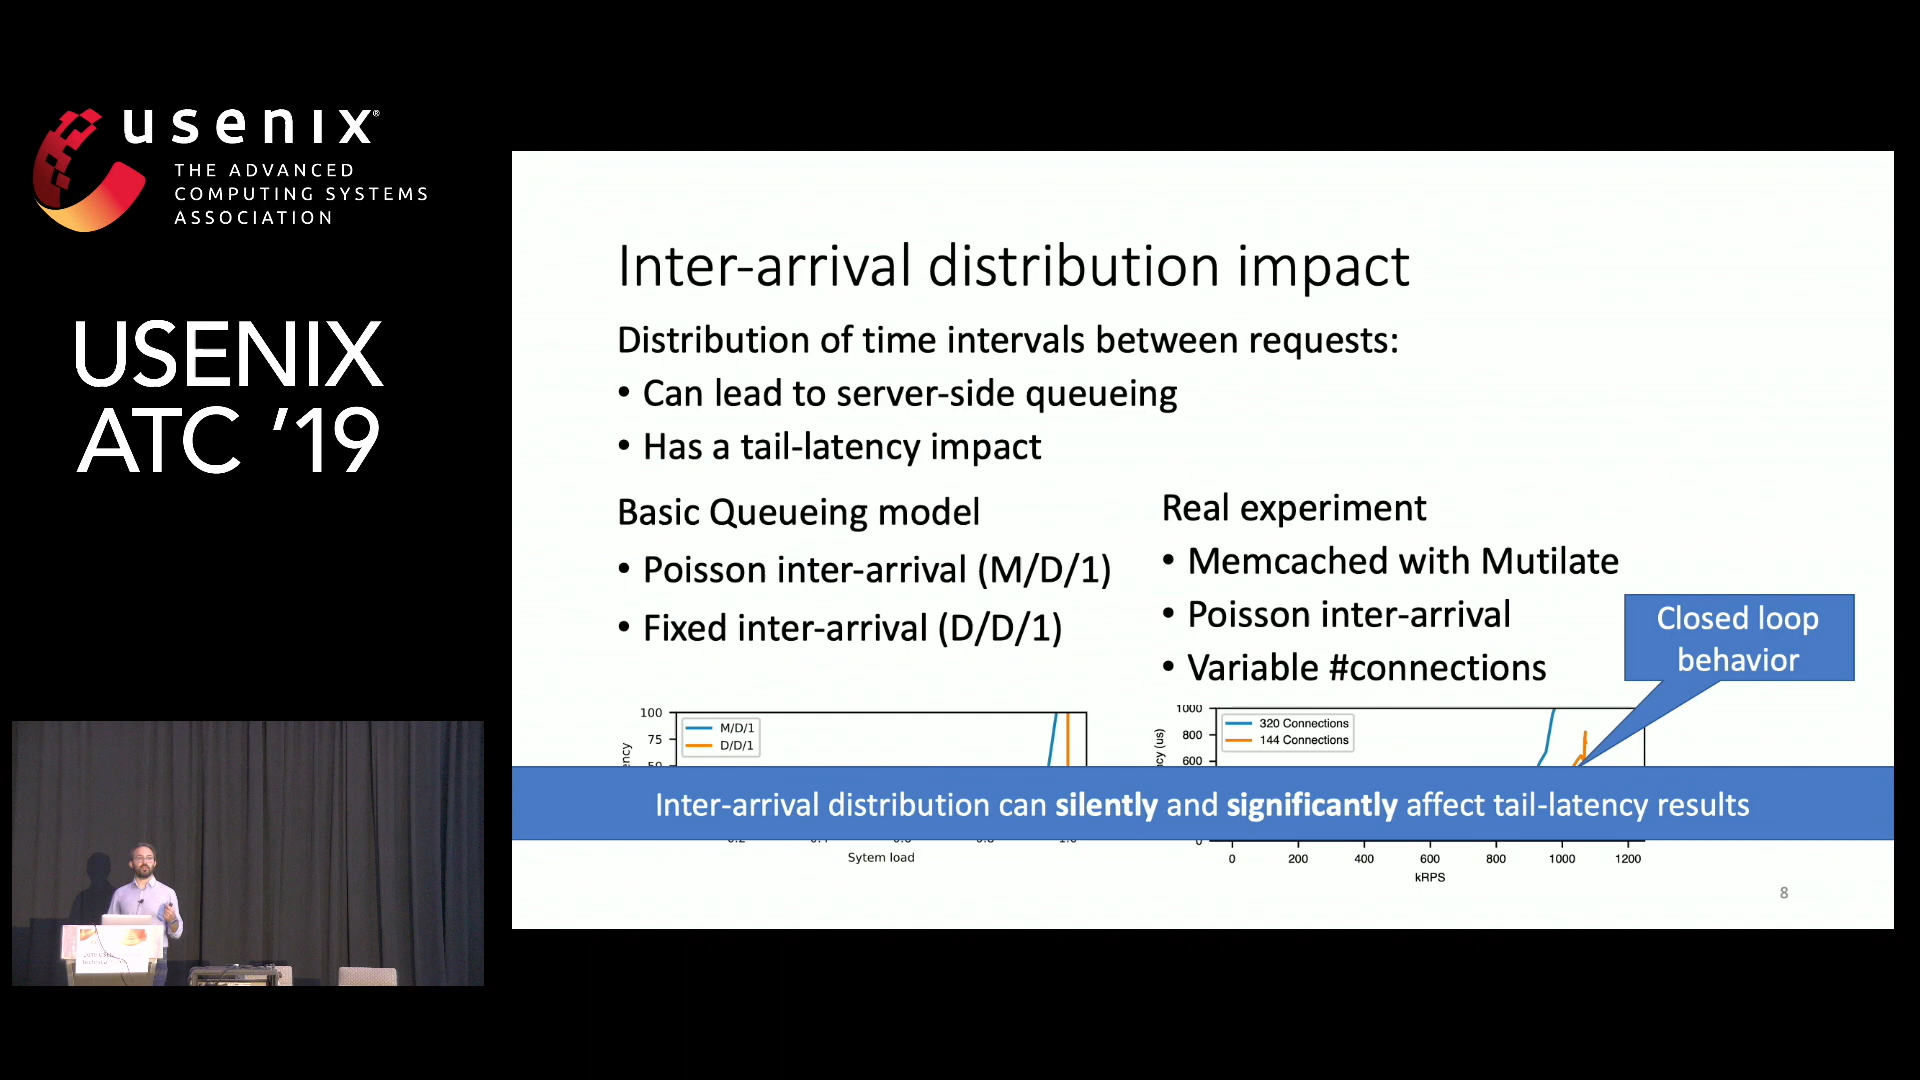 usenix®
THE ADVANCED
COMPUTING SYSTEMS
ASSOCIATION
USENIX
ATC '19
Inter-arrival distribution impact
Distribution of time intervals between requests:
• Can lead to server-side queueing
• Has a tail-latency impact
Basic Queueing model
• Poisson inter-arrival (M/D/1)
• Fixed inter-arrival (D/D/1)
Real experiment
• Memcached with Mutilate
• Poisson inter-arrival
• Variable #connections
Closed loop
behavior
100
75
M/D/1
D/D/1
Sytem load
1000
800
600
320 Connections
144 Connections
0 200 400 600 800 1000 1200
kRPS
Inter-arrival distribution can silently and significantly affect tail-latency results
8